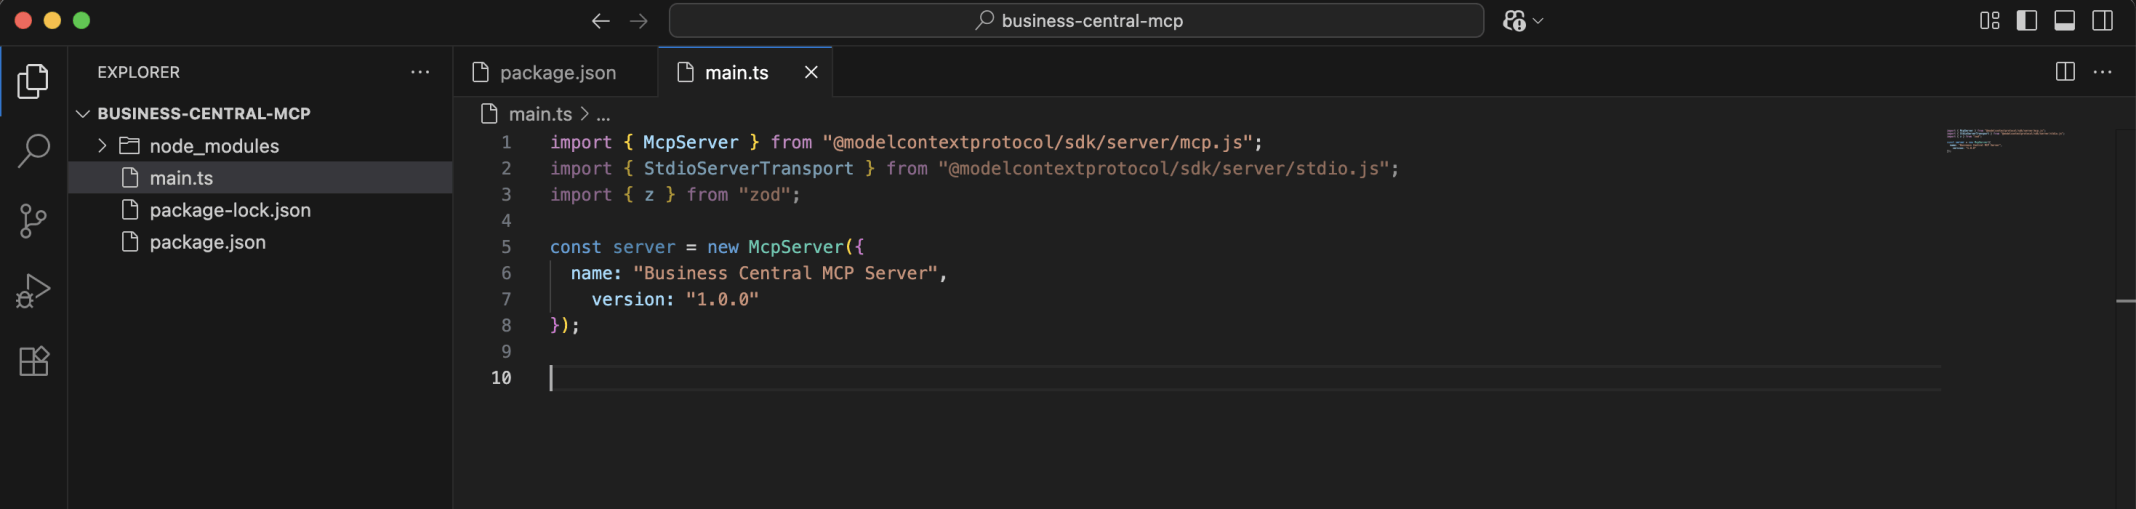 business-central-mcp
EXPLORER
BUSINESS-CENTRAL-MCP
node_modules
main.ts
package-lock.json
package.json
package.json
main.ts
main.ts > ...
1 import { McpServer } from "@modelcontextprotocol/sdk/server/mcp.js";
2 import { StdioServerTransport } from "@modelcontextprotocol/sdk/server/stdio.js";
3 import { z } from "zod";
4
5 const server = new McpServer({
6   name: "Business Central MCP Server",
7     version: "1.0.0"
8 });
9
10